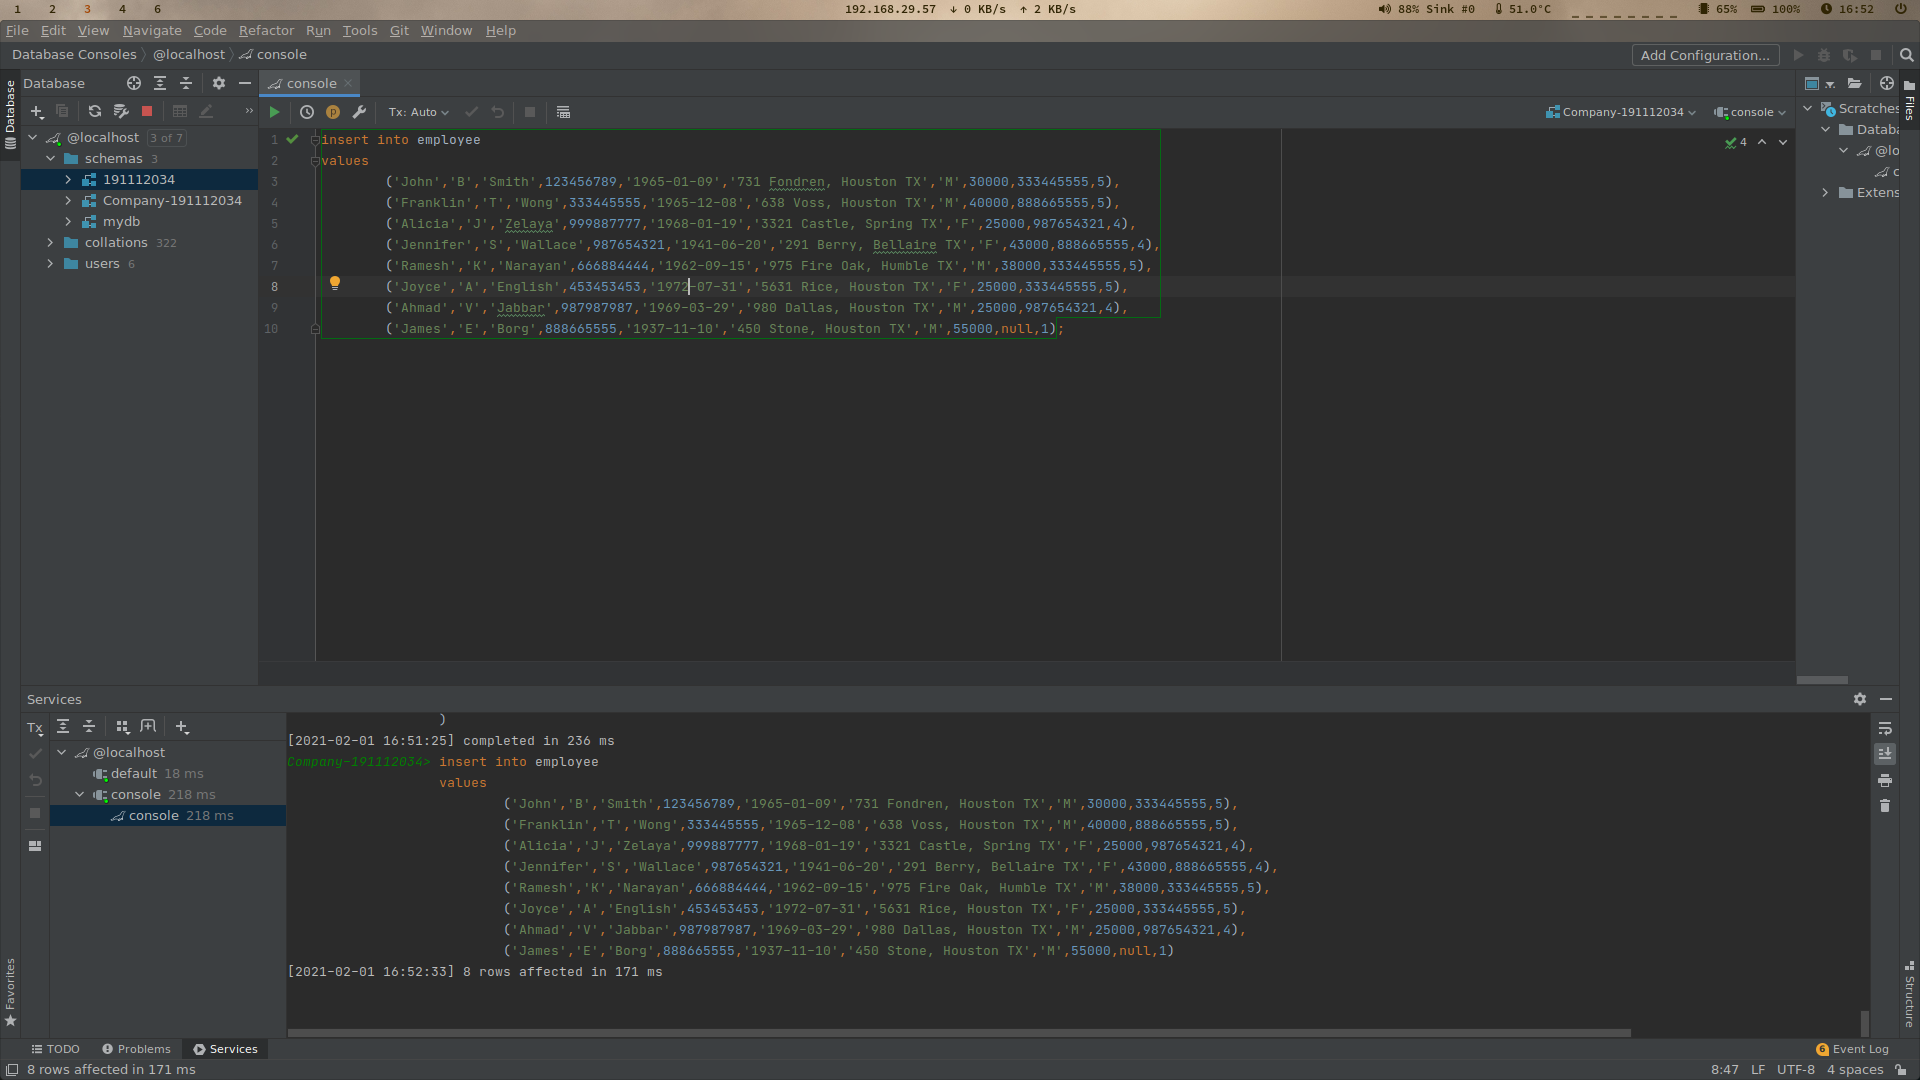 1 2 3 4 6 192.168.29.57 ↓ 0 KB/s ↑ 2 KB/s 88% Sink #0 51.0°C 65% 100% 16:52
File Edit View Navigate Code Refactor Run Tools Git Window Help
Database Consoles @localhost console Add Configuration...
Database console
Tx: Auto Company-191112034 console
Database
Files
@localhost 3 of 7
schemas 3
191112034
Company-191112034
mydb
collations 322
users 6
1 insert into employee
2 values
3 ('John','B','Smith',123456789,'1965-01-09','731 Fondren, Houston TX','M',30000,333445555,5),
4 ('Franklin','T','Wong',333445555,'1965-12-08','638 Voss, Houston TX','M',40000,888665555,5),
5 ('Alicia','J','Zelaya',999887777,'1968-01-19','3321 Castle, Spring TX','F',25000,987654321,4),
6 ('Jennifer','S','Wallace',987654321,'1941-06-20','291 Berry, Bellaire TX','F',43000,888665555,4),
7 ('Ramesh','K','Narayan',666884444,'1962-09-15','975 Fire Oak, Humble TX','M',38000,333445555,5),
8 ('Joyce','A','English',453453453,'1972-07-31','5631 Rice, Houston TX','F',25000,333445555,5),
9 ('Ahmad','V','Jabbar',987987987,'1969-03-29','980 Dallas, Houston TX','M',25000,987654321,4),
10 ('James','E','Borg',888665555,'1937-11-10','450 Stone, Houston TX','M',55000,null,1);
4
Scratches
Databa
@lo
c
Extens
Services
Tx
@localhost
default 18 ms
console 218 ms
console 218 ms
)
[2021-02-01 16:51:25] completed in 236 ms
Company-191112034> insert into employee
values
('John','B','Smith',123456789,'1965-01-09','731 Fondren, Houston TX','M',30000,333445555,5),
('Franklin','T','Wong',333445555,'1965-12-08','638 Voss, Houston TX','M',40000,888665555,5),
('Alicia','J','Zelaya',999887777,'1968-01-19','3321 Castle, Spring TX','F',25000,987654321,4),
('Jennifer','S','Wallace',987654321,'1941-06-20','291 Berry, Bellaire TX','F',43000,888665555,4),
('Ramesh','K','Narayan',666884444,'1962-09-15','975 Fire Oak, Humble TX','M',38000,333445555,5),
('Joyce','A','English',453453453,'1972-07-31','5631 Rice, Houston TX','F',25000,333445555,5),
('Ahmad','V','Jabbar',987987987,'1969-03-29','980 Dallas, Houston TX','M',25000,987654321,4),
('James','E','Borg',888665555,'1937-11-10','450 Stone, Houston TX','M',55000,null,1)
[2021-02-01 16:52:33] 8 rows affected in 171 ms
Favorites
Structure
TODO Problems Services 6 Event Log
8 rows affected in 171 ms 8:47 LF UTF-8 4 spaces